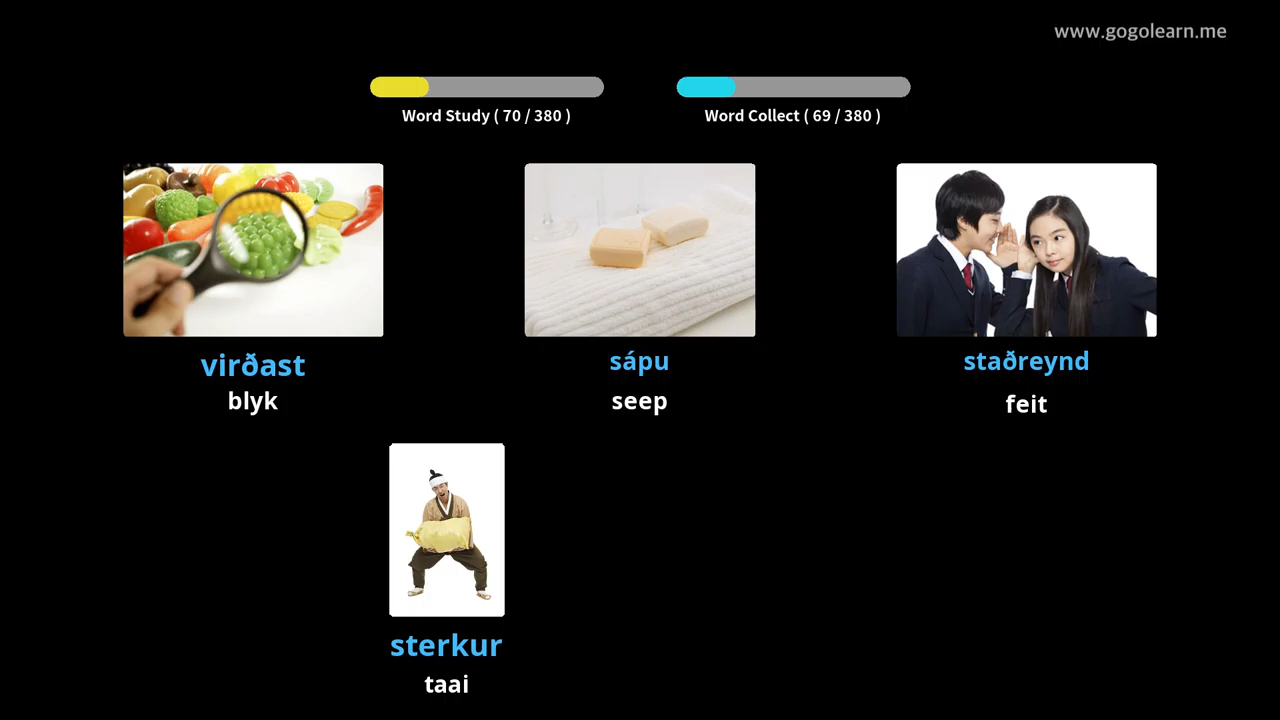 www.gogolearn.me
Word Study ( 70 / 380 )
Word Collect ( 69 / 380 )
virðast
blyk
sápu
seep
staðreynd
feit
sterkur
taai